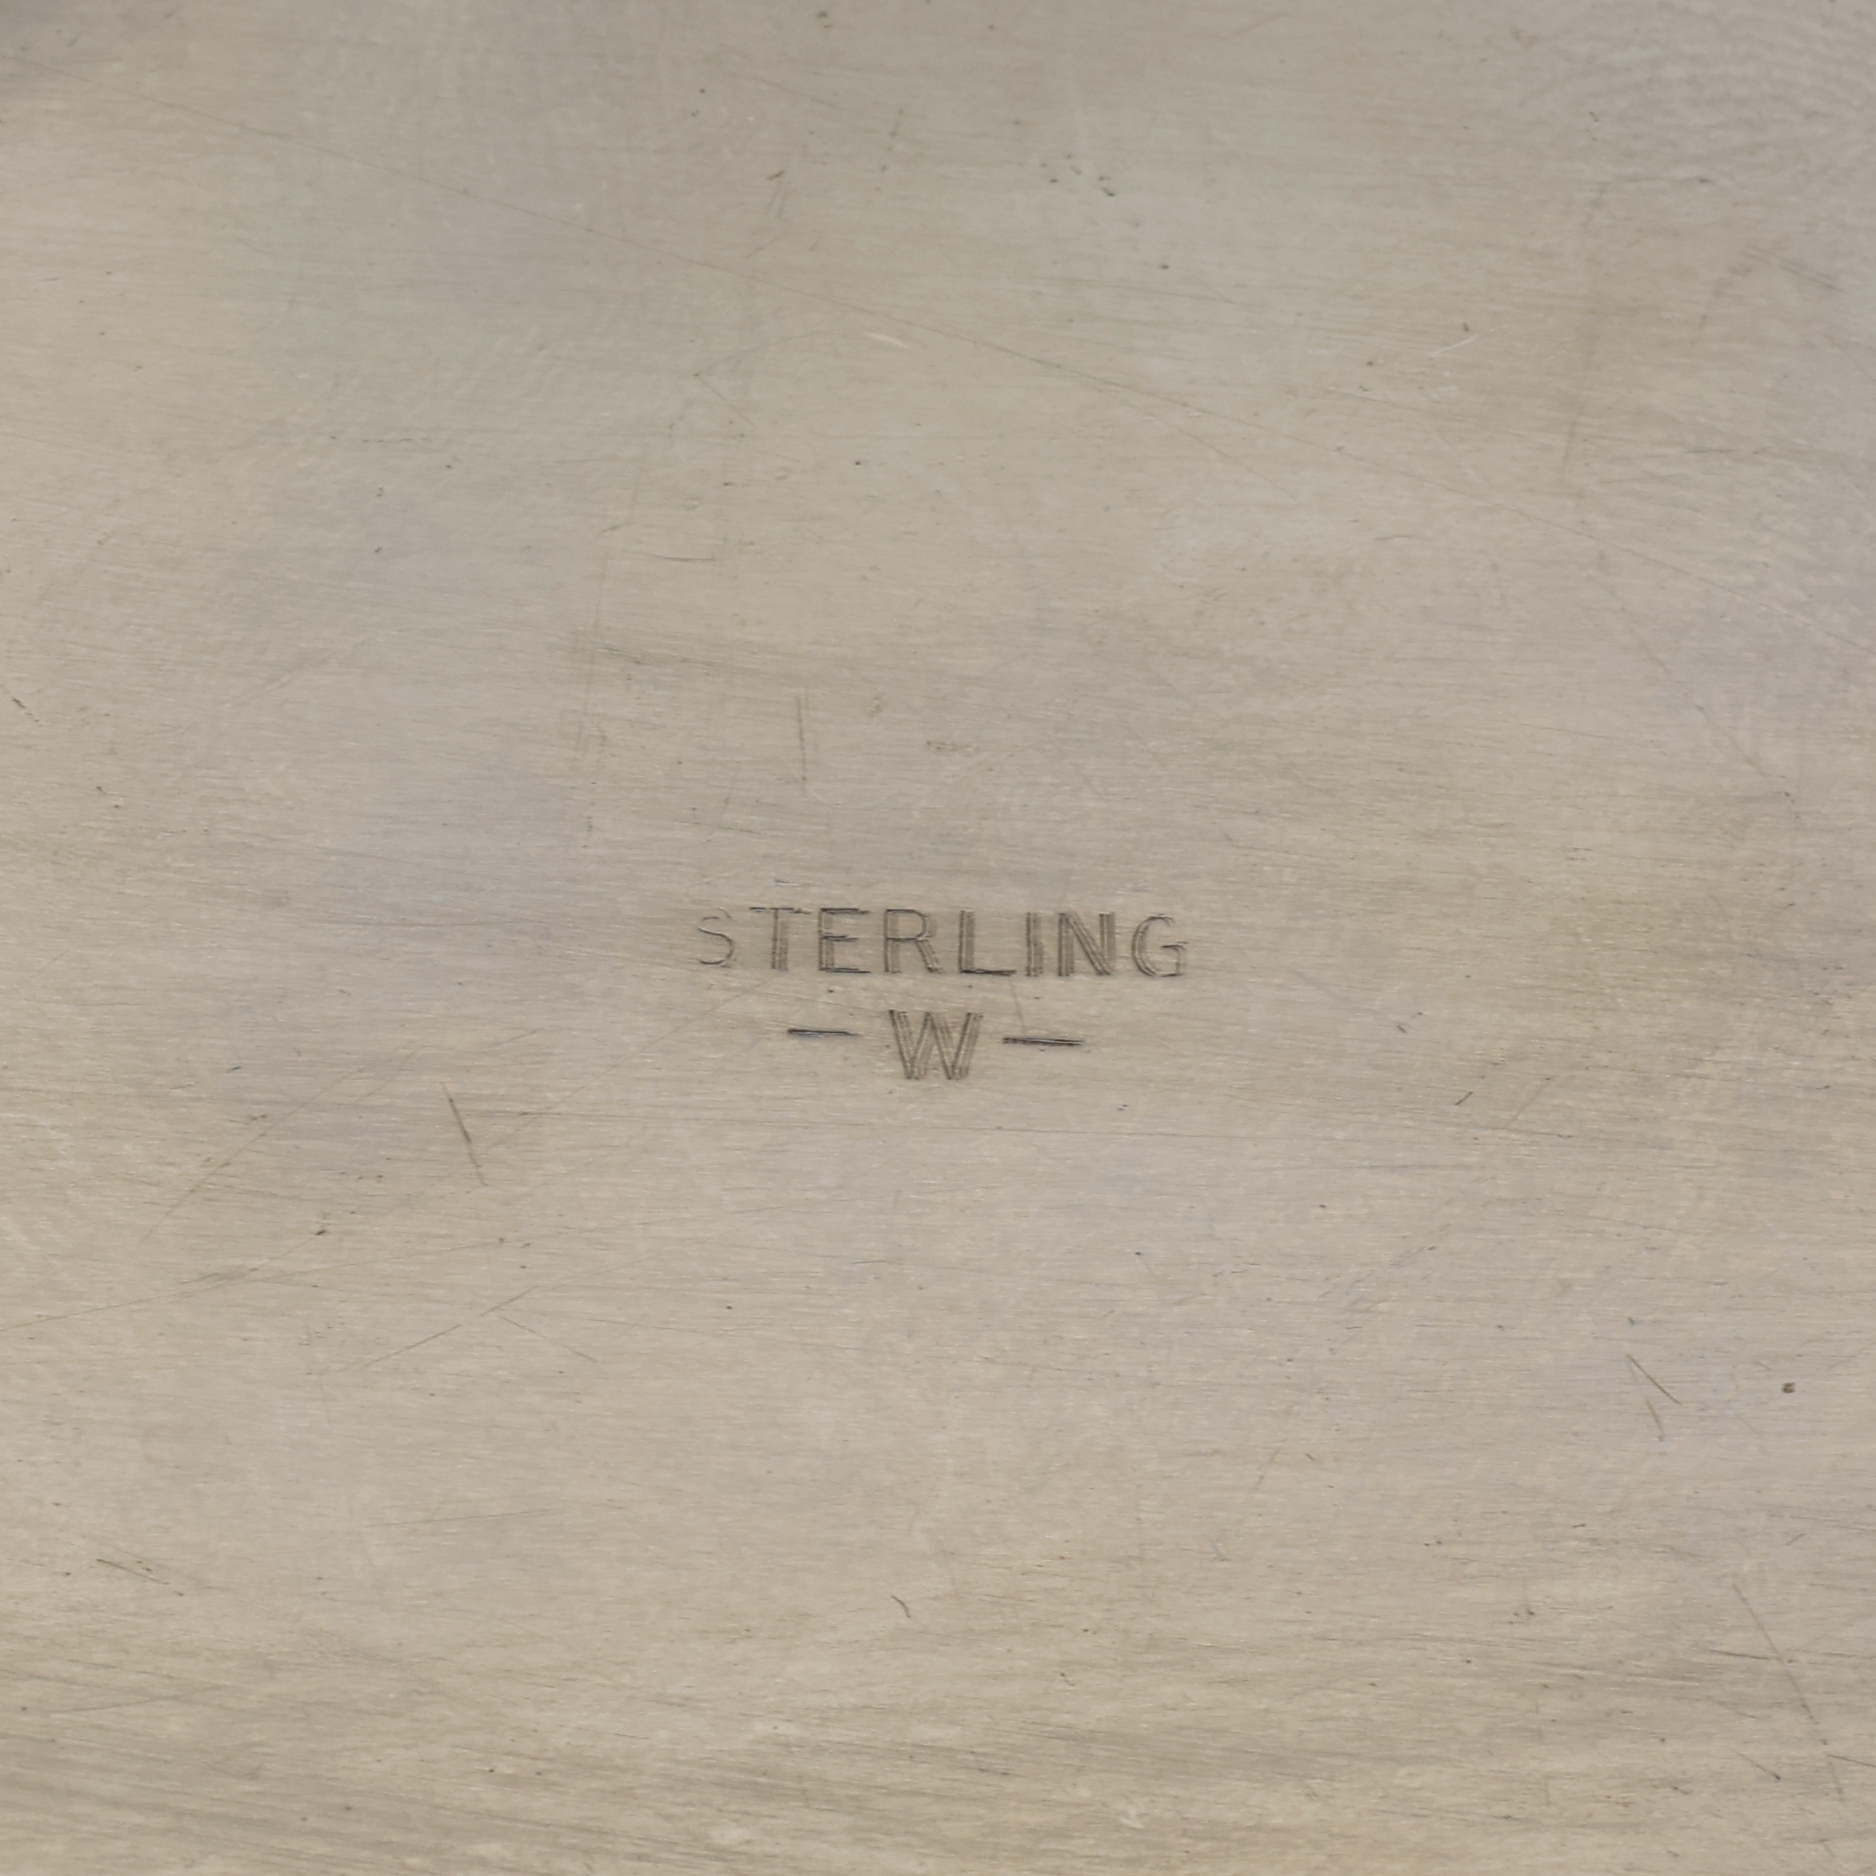 STERLING
— W —